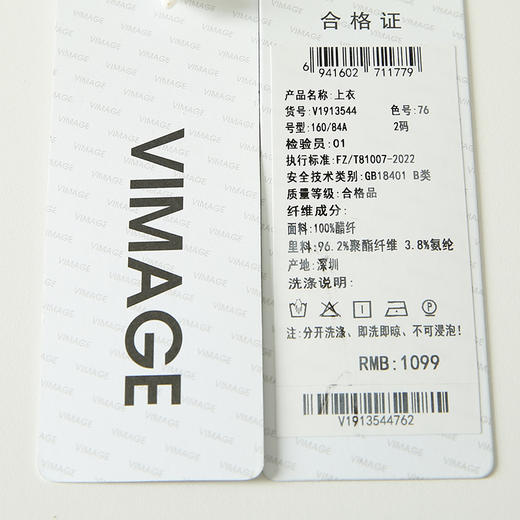 VIMAGE
合格证
6 941602 711779
产品名称:上衣
货号:V1913544 色号:76
号型:160/84A 2码
检验员:01
执行标准:FZ/T81007-2022
安全技术类别:GB18401 B类
质量等级:合格品
纤维成分:
面料:100%醋纤
里料:96.2%聚酯纤维 3.8%氨纶
产地:深圳
洗涤说明:
注:分开洗涤、即洗即晾、不可浸泡!
RMB:1099
V1913544762